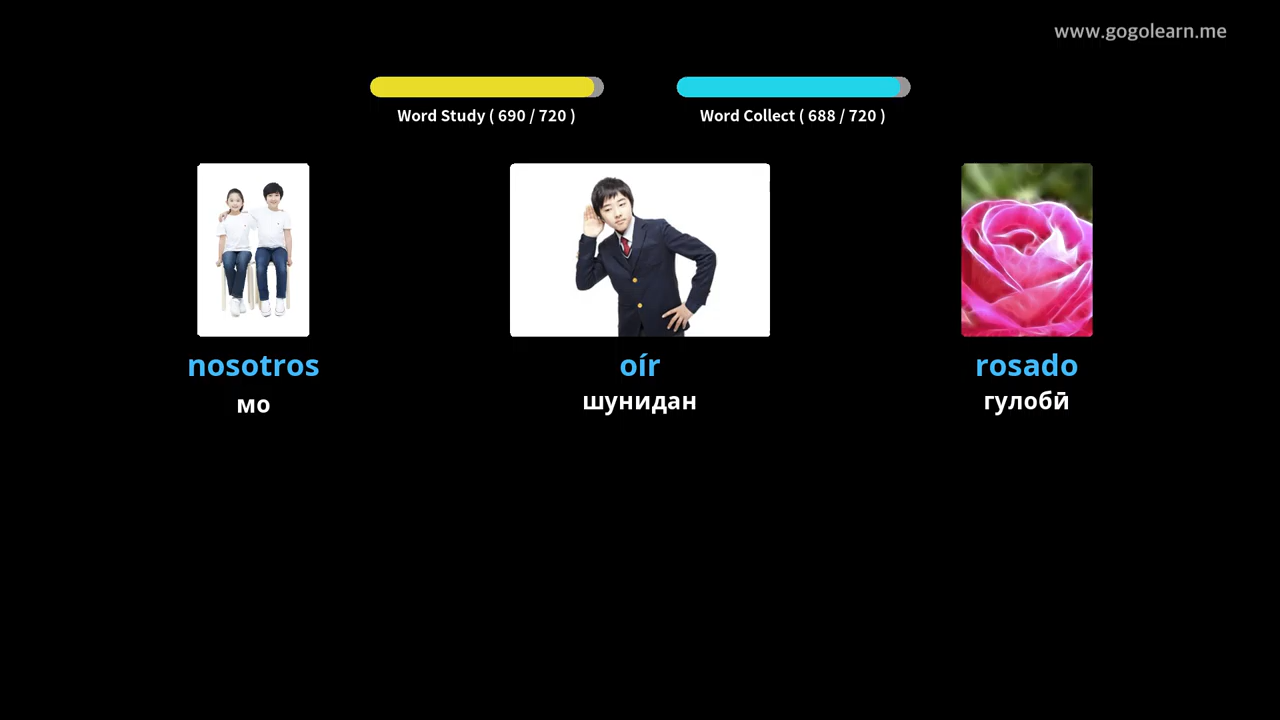 www.gogolearn.me
Word Study ( 690 / 720 )
Word Collect ( 688 / 720 )
nosotros
мо
oír
шунидан
rosado
гулобӣ